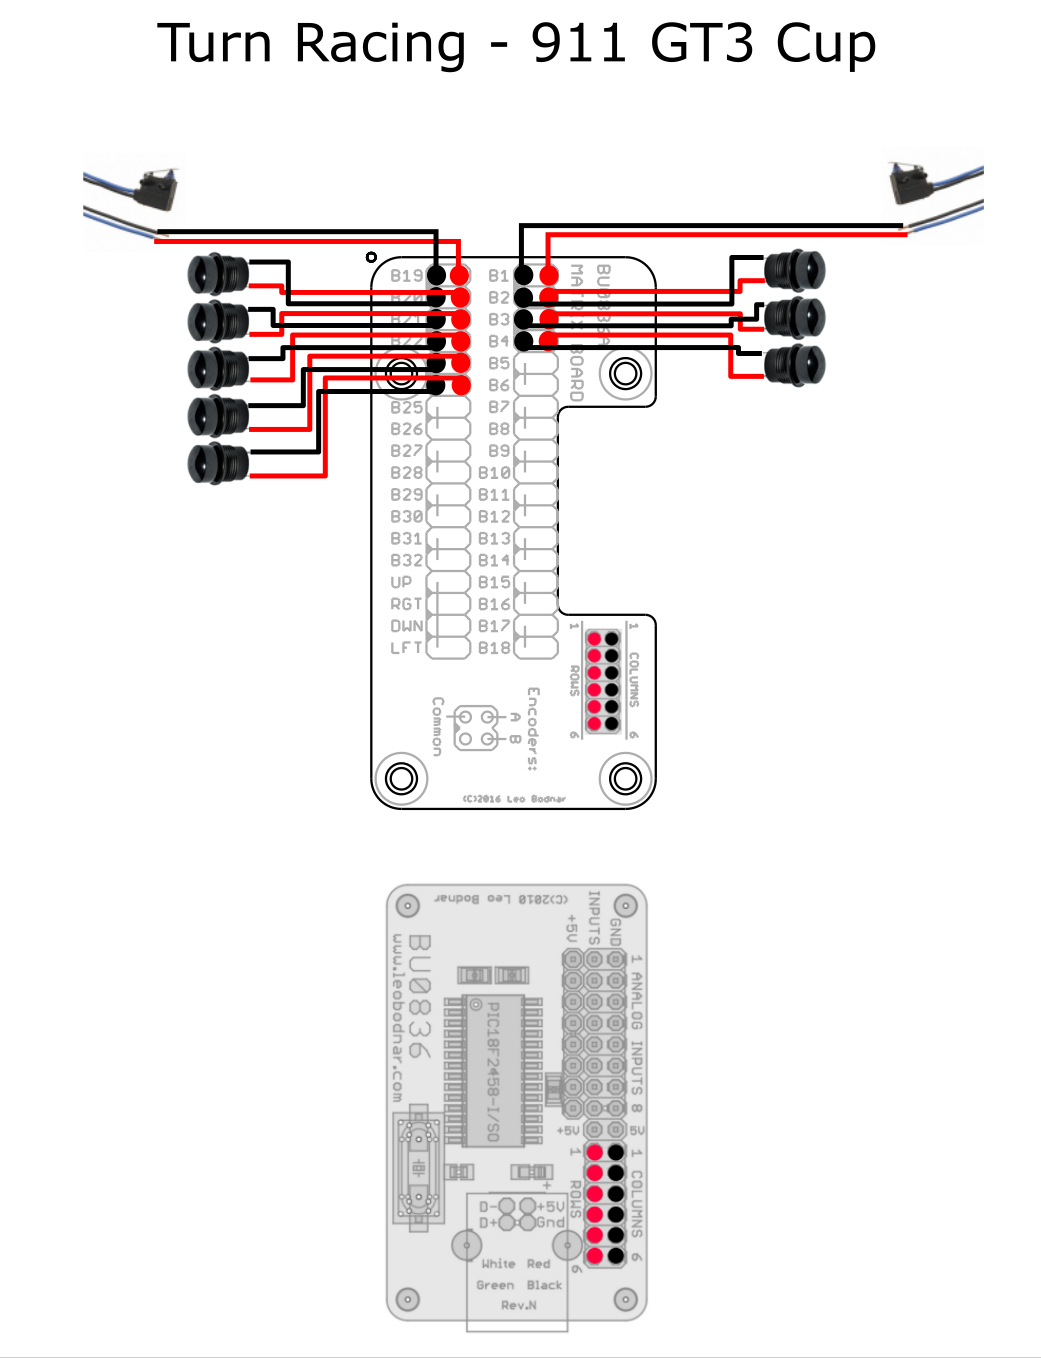 Turn Racing - 911 GT3 Cup
B19
B20
B21
B22
B25
B26
B27
B28
B29
B30
B31
B32
UP
RGT
DWN
LFT
B1
B2
B3
B4
B5
B6
B7
B8
B9
B10
B11
B12
B13
B14
B15
B16
B17
B18
MATRIX BOARD
1
ROWS
6
1
COLUMNS
6
Common
A
B
Encoders:
(C)2016 Leo Bodnar
(C)2010 Leo Bodnar
BU0836
www.leobodnar.com
PIC18F2458-I/SO
+5V
INPUTS
GND
1 ANALOG INPUTS 8
+5V
5V
1
ROWS
6
1
COLUMNS
6
+
D-
+5V
D+
Gnd
White Red
Green Black
Rev.N